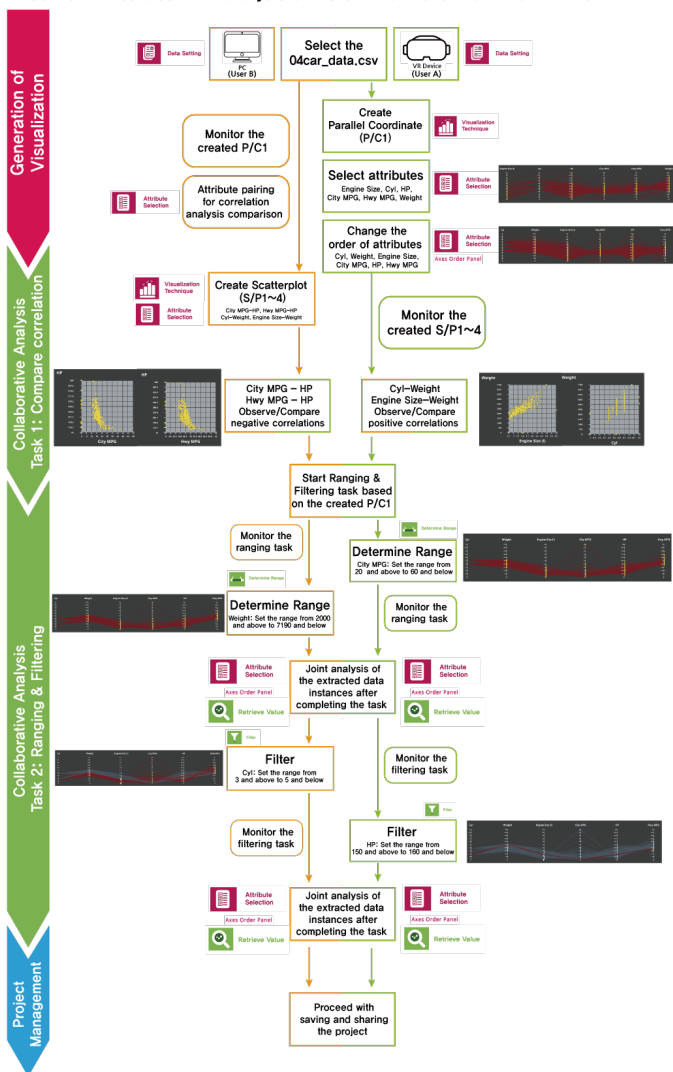 Generation of
Visualization
Data Setting
PC
(User B)
Select the
04car_data.csv
VR Device
(User A)
Data Setting
Create
Parallel Coordinate
(P/C1)
Visualization
Technique
Monitor the
created P/C1
Select attributes
Engine Size, Cyl, HP,
City MPG, Hwy MPG, Weight
Attribute
Selection
Attribute
Selection
Attribute pairing
for correlation
analysis comparison
Change the
order of attributes
Cyl, Weight, Engine Size,
City MPG, HP, Hwy MPG
Attribute
Selection
Axes Order Panel
Collaborative Analysis
Task 1: Compare correlation
Visualization
Technique
Attribute
Selection
Create Scatterplot
(S/P1~4)
City MPG-HP, Hwy MPG-HP
Cyl-Weight, Engine Size-Weight
Monitor the
created S/P1~4
HP
City MPG
HP
Hwy MPG
City MPG - HP
Hwy MPG - HP
Observe/Compare
negative correlations
Cyl-Weight
Engine Size-Weight
Observe/Compare
positive correlations
Weight
Engine Size (l)
Weight
Cyl
Collaborative Analysis
Task 2: Ranging & Filtering
Start Ranging &
Filtering task based
on the created P/C1
Monitor the
ranging task
Determine Range
Determine Range
City MPG: Set the range from
20 and above to 60 and below
Determine Range
Determine Range
Weight: Set the range from 2000
and above to 7190 and below
Monitor the
ranging task
Attribute
Selection
Axes Order Panel
Retrieve Value
Joint analysis of
the extracted data
instances after
completing the task
Attribute
Selection
Axes Order Panel
Retrieve Value
Filter
Filter
Cyl: Set the range from
3 and above to 5 and below
Monitor the
filtering task
Monitor the
filtering task
Filter
Filter
HP: Set the range from
150 and above to 160 and below
Attribute
Selection
Axes Order Panel
Retrieve Value
Joint analysis of
the extracted data
instances after
completing the task
Attribute
Selection
Axes Order Panel
Retrieve Value
Project
Management
Proceed with
saving and sharing
the project